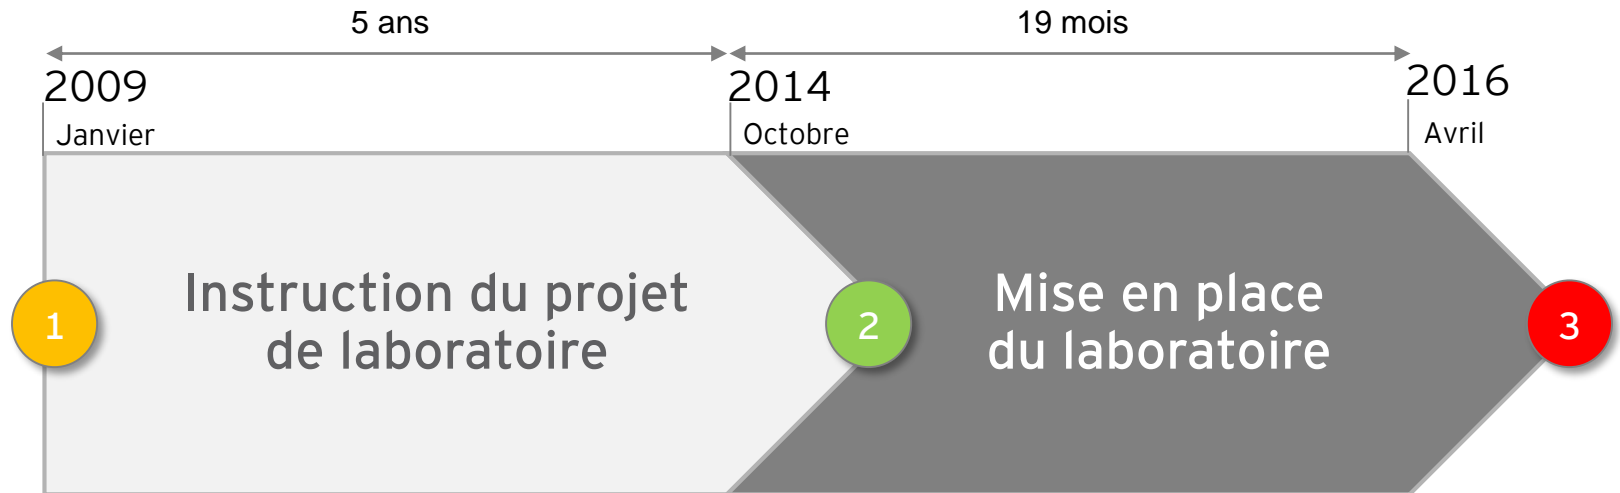 5 ans
19 mois
2009
2014
2016
Janvier
Octobre
Avril
Instruction du projet
de laboratoire
Mise en place
du laboratoire
1
2
3